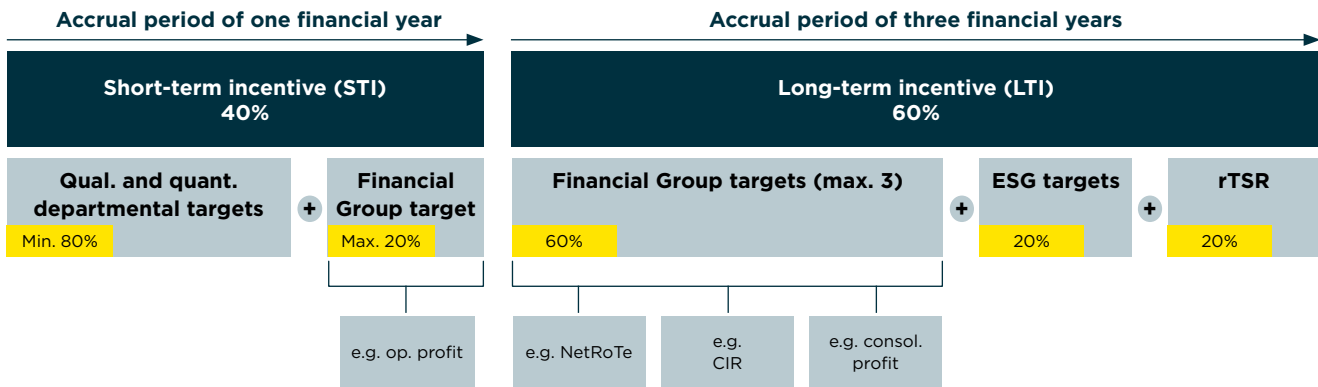 Accrual period of one financial year
Accrual period of three financial years
Short-term incentive (STI)
40%
Long-term incentive (LTI)
60%
Qual. and quant.
departmental targets
Min. 80%
+
Financial
Group target
Max. 20%
Financial Group targets (max. 3)
60%
+
ESG targets
20%
+
rTSR
20%
e.g. op. profit
e.g. NetRoTe
e.g.
CIR
e.g. consol.
profit